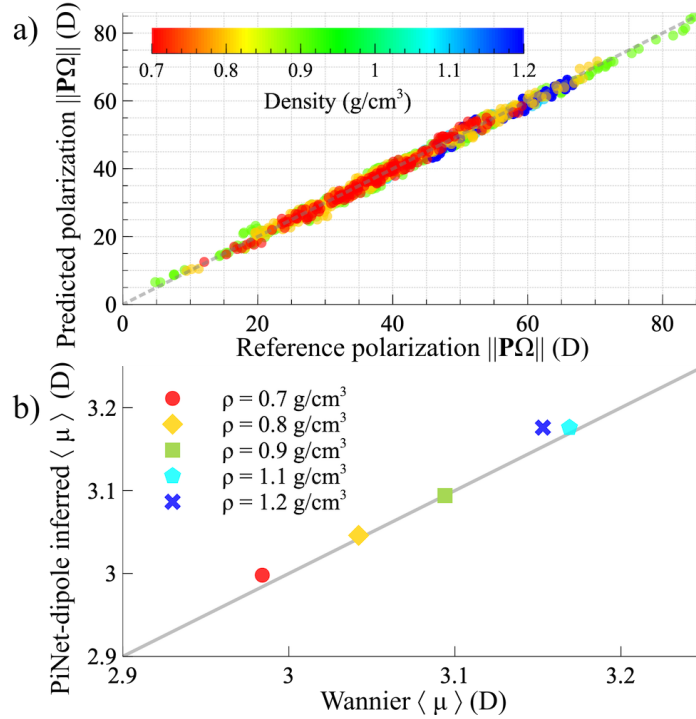 a)
Predicted polarization ||PΩ|| (D)
80
60
40
20
0
0.7 0.8 0.9 1 1.1 1.2
Density (g/cm³)
0 20 40 60 80
Reference polarization ||PΩ|| (D)
b)
PiNet-dipole inferred ⟨ μ ⟩ (D)
3.2
3.1
3
2.9
ρ = 0.7 g/cm³
ρ = 0.8 g/cm³
ρ = 0.9 g/cm³
ρ = 1.1 g/cm³
ρ = 1.2 g/cm³
2.9 3 3.1 3.2
Wannier ⟨ μ ⟩ (D)